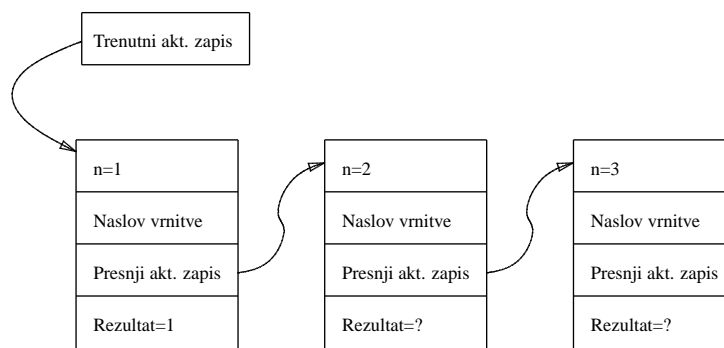 Trenutni akt. zapis
n=1
Naslov vrnitve
Presnji akt. zapis
Rezultat=1
n=2
Naslov vrnitve
Presnji akt. zapis
Rezultat=?
n=3
Naslov vrnitve
Presnji akt. zapis
Rezultat=?